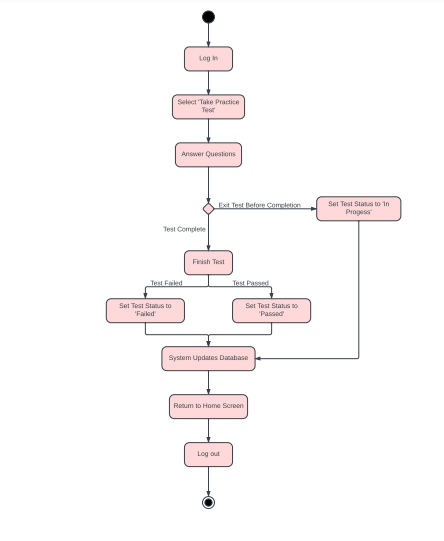 Log In
Select 'Take Practice
Test'
Answer Questions
Exit Test Before Completion
Set Test Status to 'In
Progess'
Test Complete
Finish Test
Test Failed
Test Passed
Set Test Status to
'Failed'
Set Test Status to
'Passed'
System Updates Database
Return to Home Screen
Log out